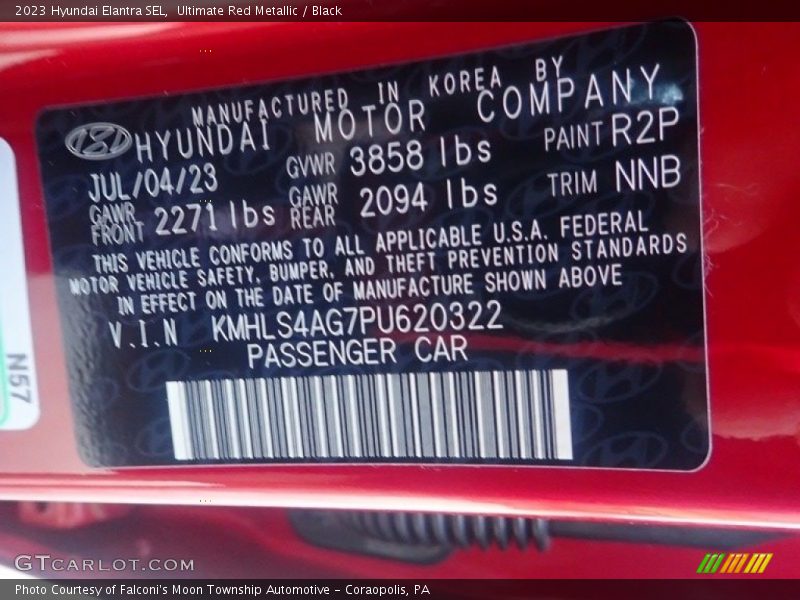 2023 Hyundai Elantra SEL, Ultimate Red Metallic / Black
MANUFACTURED IN KOREA BY
HYUNDAI MOTOR COMPANY
JUL/04/23 GVWR 3858 lbs PAINT R2P
GAWR FRONT 2271 lbs GAWR REAR 2094 lbs TRIM NNB
THIS VEHICLE CONFORMS TO ALL APPLICABLE U.S.A. FEDERAL
MOTOR VEHICLE SAFETY, BUMPER, AND THEFT PREVENTION STANDARDS
IN EFFECT ON THE DATE OF MANUFACTURE SHOWN ABOVE
V.I.N KMHLS4AG7PU620322
PASSENGER CAR
N57
GTCARLOT.COM
Photo Courtesy of Falconi's Moon Township Automotive - Coraopolis, PA